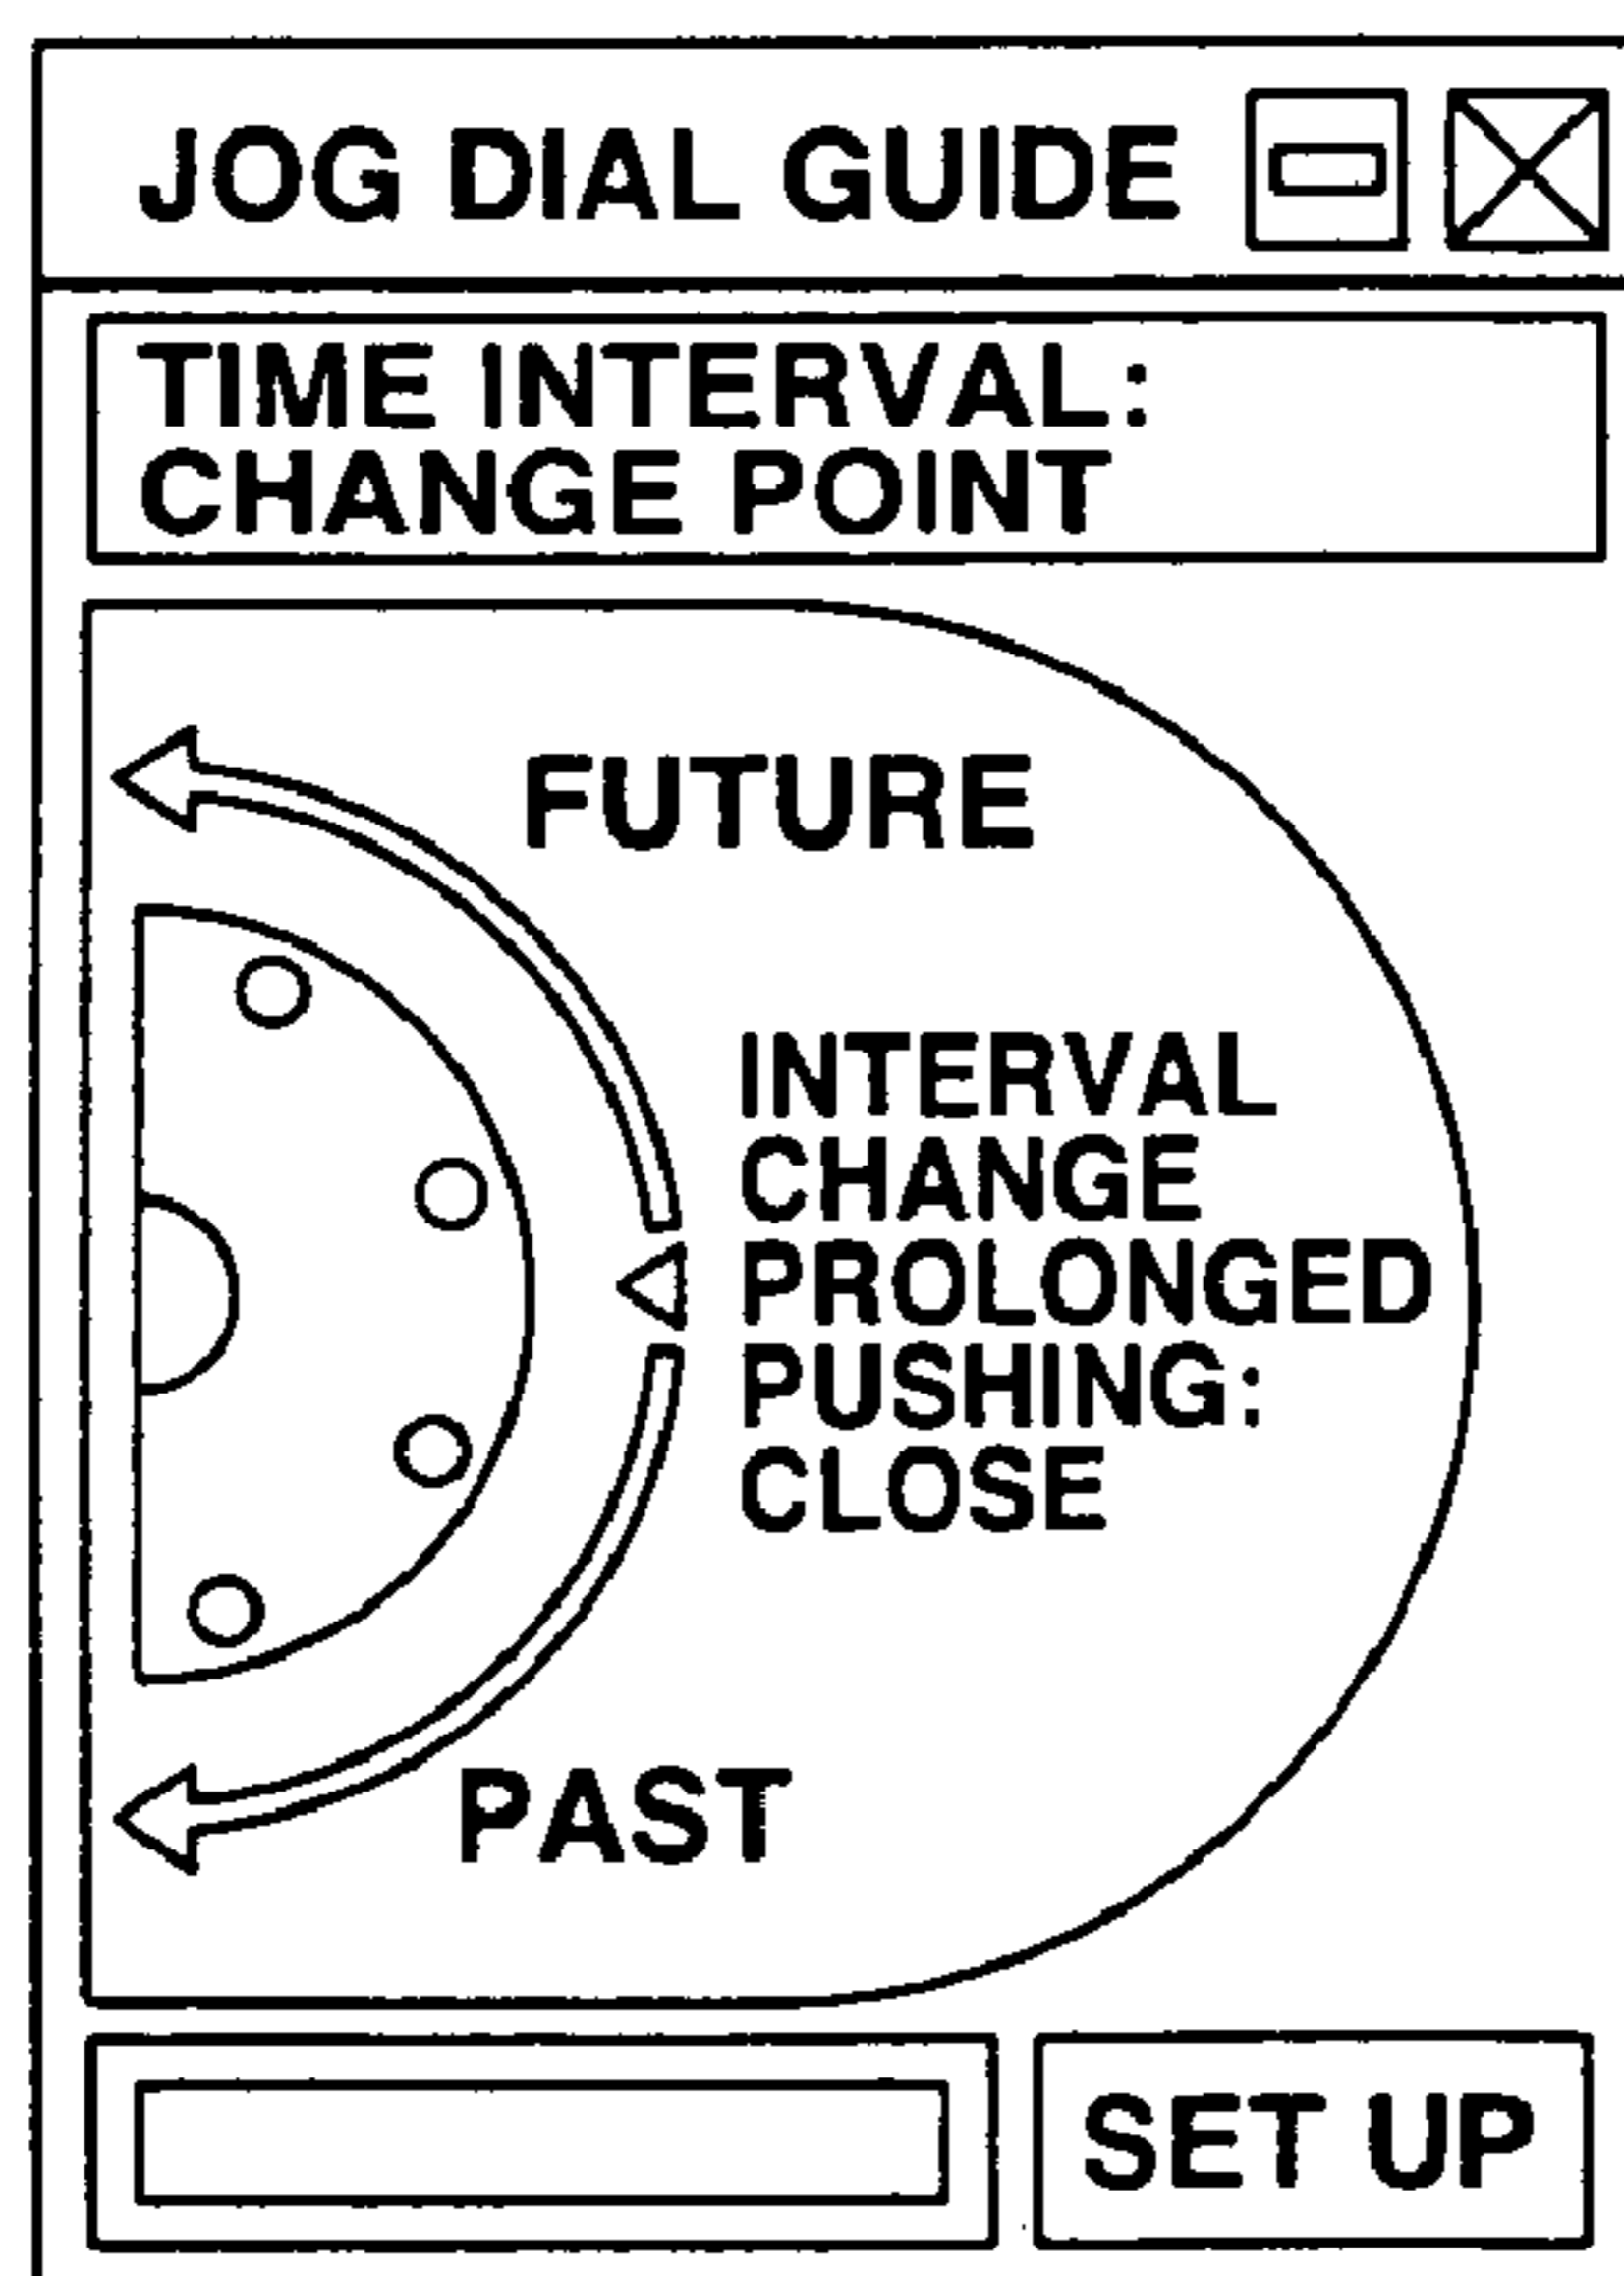 JOG DIAL GUIDE
TIME INTERVAL:
CHANGE POINT
FUTURE
INTERVAL
CHANGE
PROLONGED
PUSHING:
CLOSE
PAST
SET UP